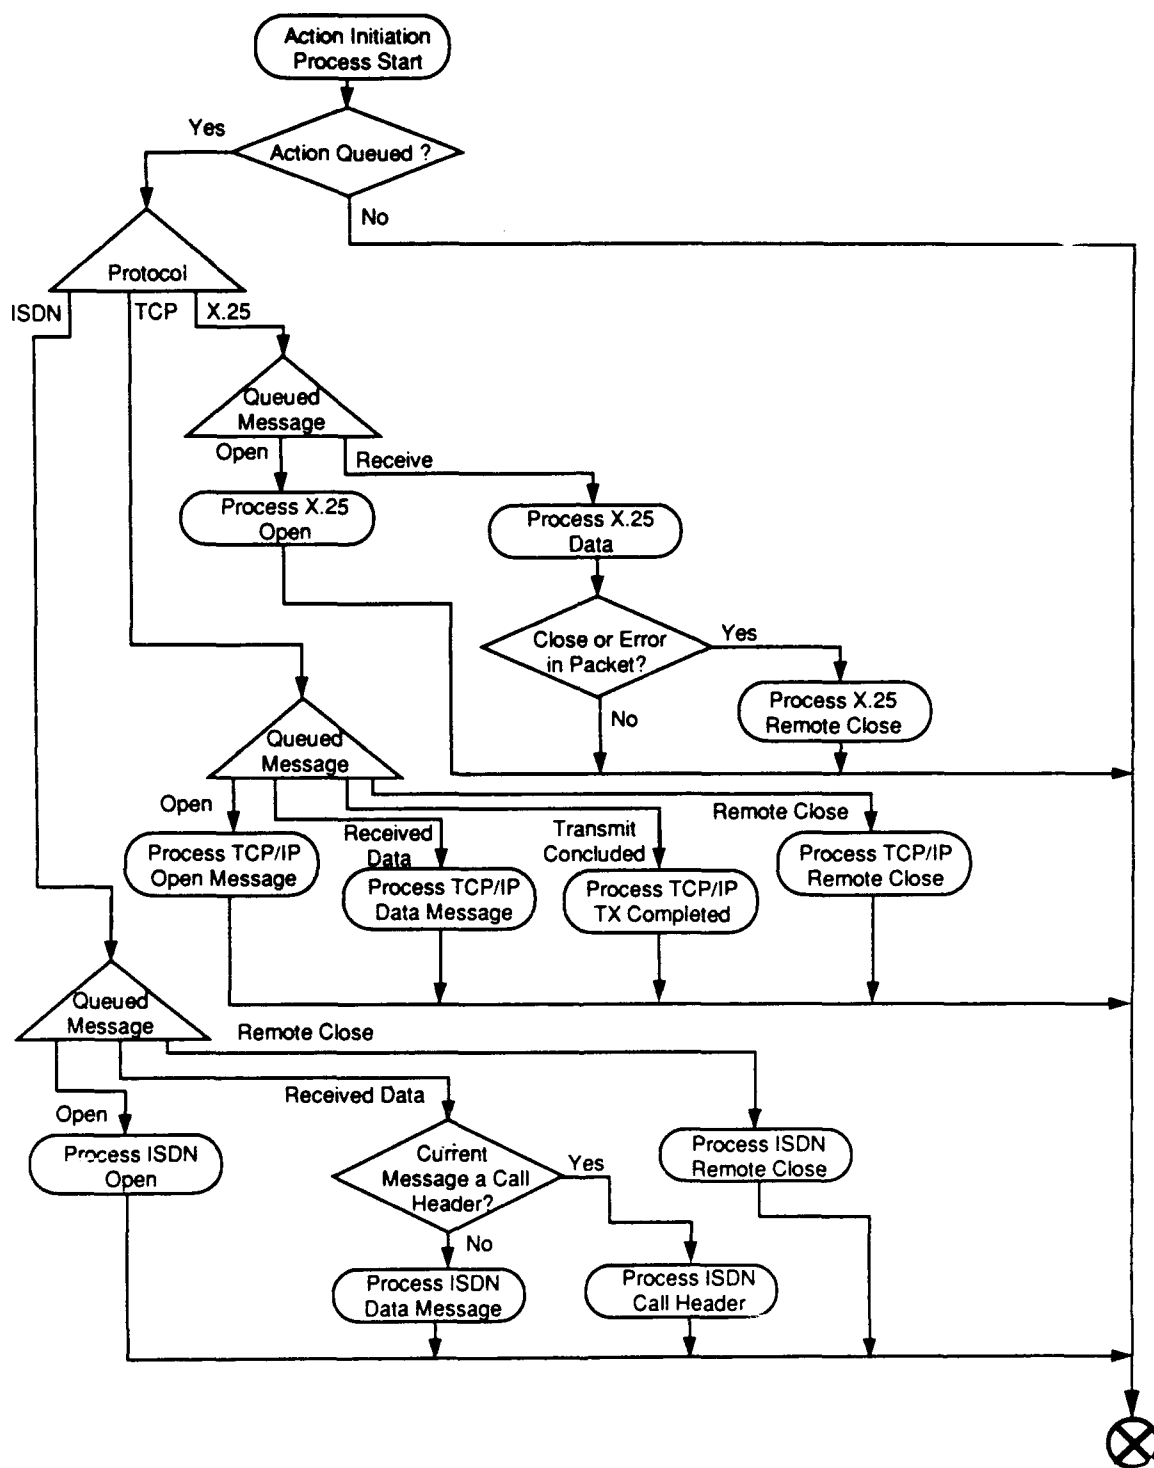 Action Initiation
Process Start
Yes
Action Queued ?
No
Protocol
ISDN
TCP
X.25
Queued
Message
Open
Receive
Process X.25
Open
Process X.25
Data
Close or Error
in Packet?
Yes
No
Process X.25
Remote Close
Queued
Message
Open
Received
Data
Transmit
Concluded
Remote Close
Process TCP/IP
Open Message
Process TCP/IP
Data Message
Process TCP/IP
TX Completed
Process TCP/IP
Remote Close
Queued
Message
Remote Close
Received Data
Open
Process ISDN
Open
Current
Message a Call
Header?
Yes
No
Process ISDN
Remote Close
Process ISDN
Data Message
Process ISDN
Call Header